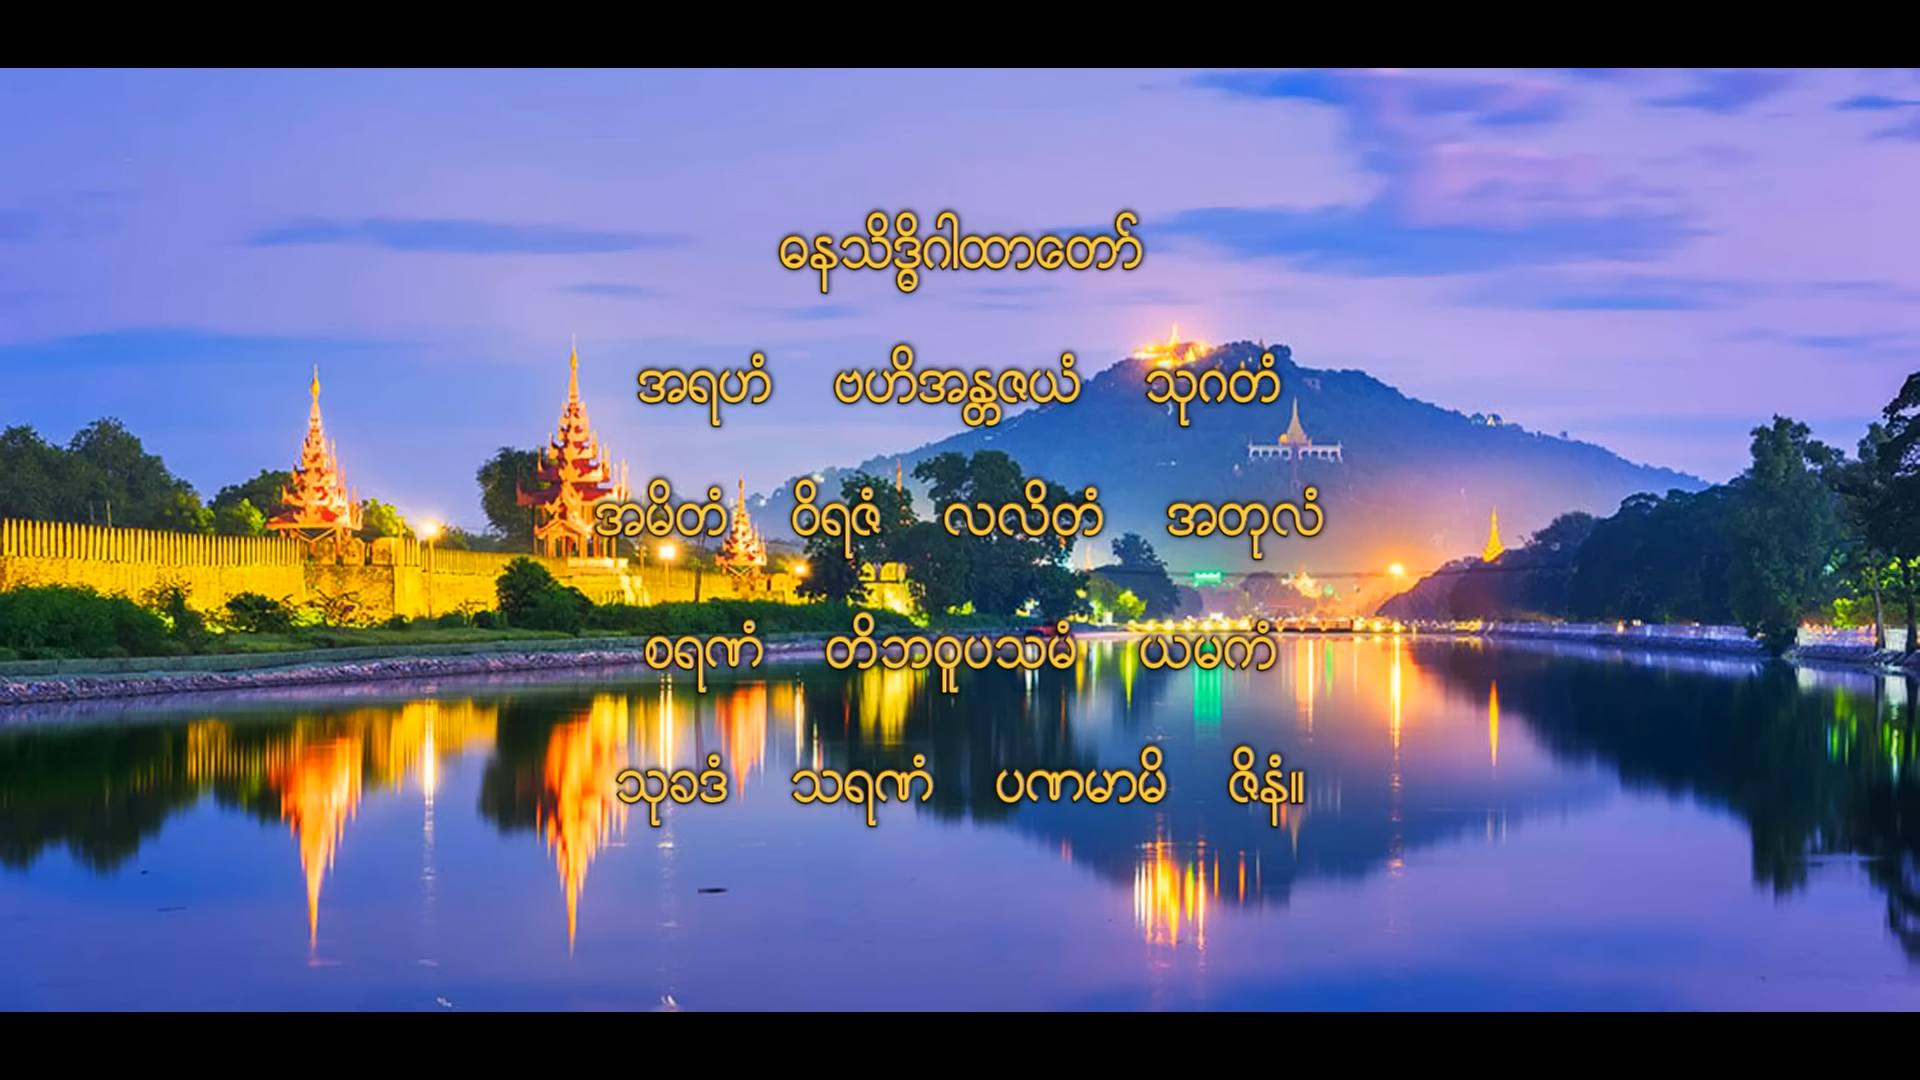 ဓနသိဒ္ဓိဂါထာတော်
အရဟံ ဗဟိအန္တဇယံ သုဂတံ
အမိတံ ဝိရဇံ လလိတံ အတုလံ
စရဏံ တိဘဝူပသမံ ယမကံ
သုခဒံ သရဏံ ပဏမာမိ ဇိနံ။